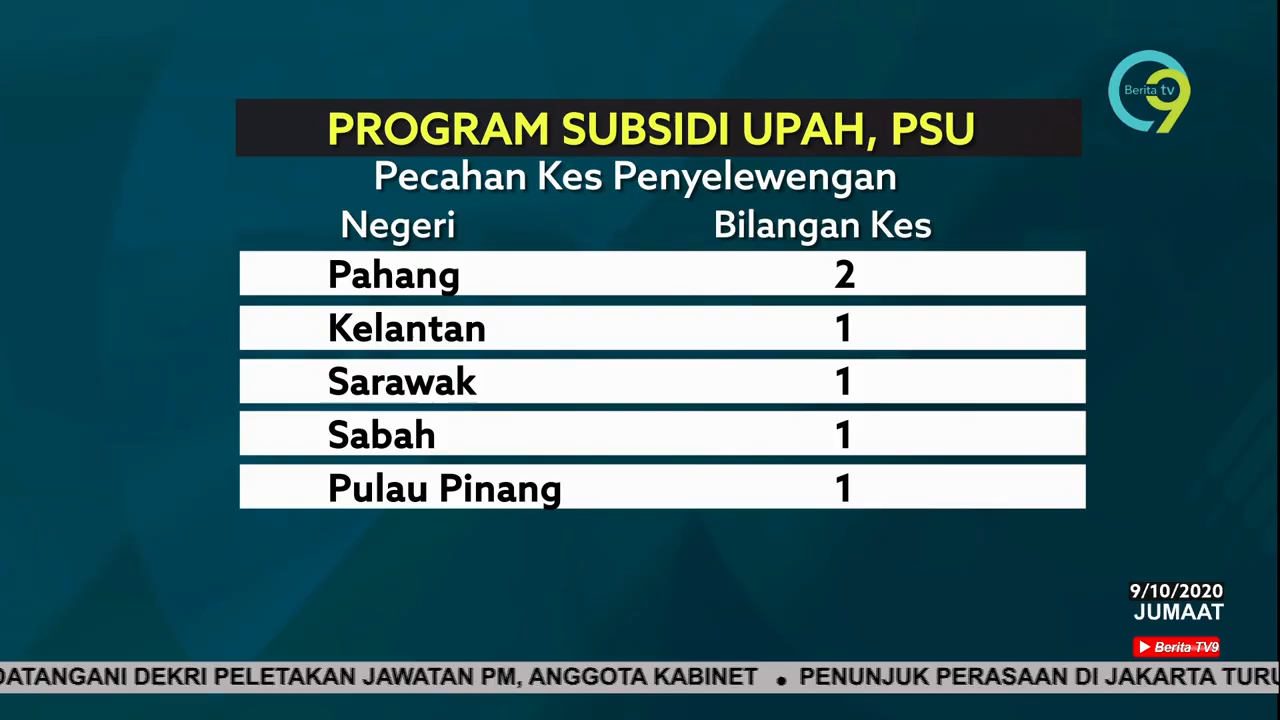 Berita tv9
PROGRAM SUBSIDI UPAH, PSU
Pecahan Kes Penyelewengan
Negeri Bilangan Kes
Pahang 2
Kelantan 1
Sarawak 1
Sabah 1
Pulau Pinang 1
9/10/2020
JUMAAT
Berita TV9
DATANGANI DEKRI PELETAKAN JAWATAN PM, ANGGOTA KABINET • PENUNJUK PERASAAN DI JAKARTA TURU